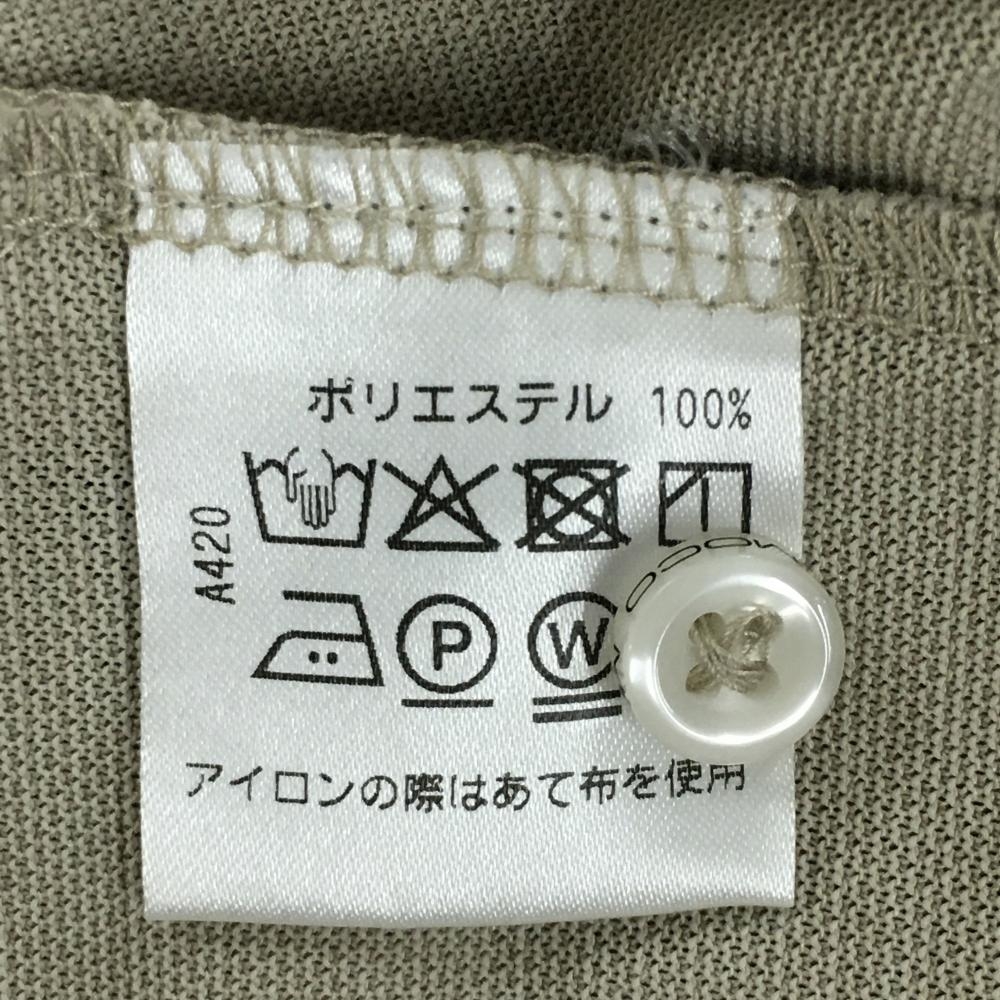 ポリエステル 100%
A420
P W
アイロンの際はあて布を使用